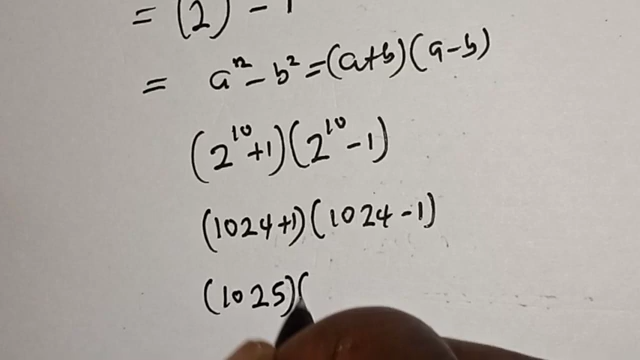 = (2) - 1
= a² - b² = (a+b)(a-b)
(2¹⁰+1)(2¹⁰-1)
(1024+1)(1024-1)
(1025)(